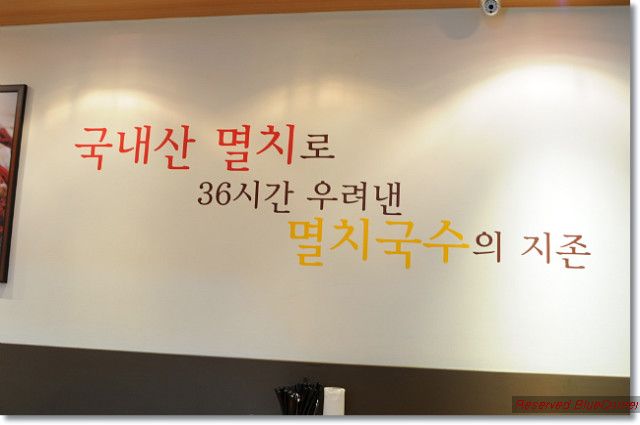 국내산 멸치로
36시간 우려낸
멸치국수의 지존
Reserved